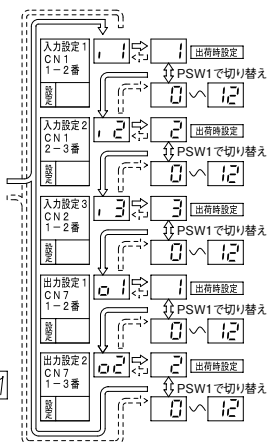 入力設定1
CN1
1−2番
設定
, 1
1
出荷時設定
PSW1で切り替え
0 〜 12
入力設定2
CN1
2−3番
設定
, 2
2
出荷時設定
PSW1で切り替え
0 〜 12
入力設定3
CN2
1−2番
設定
, 3
3
出荷時設定
PSW1で切り替え
0 〜 12
出力設定1
CN7
1−2番
設定
o1
1
出荷時設定
PSW1で切り替え
0 〜 12
出力設定2
CN7
1−3番
設定
o2
2
出荷時設定
PSW1で切り替え
0 〜 12